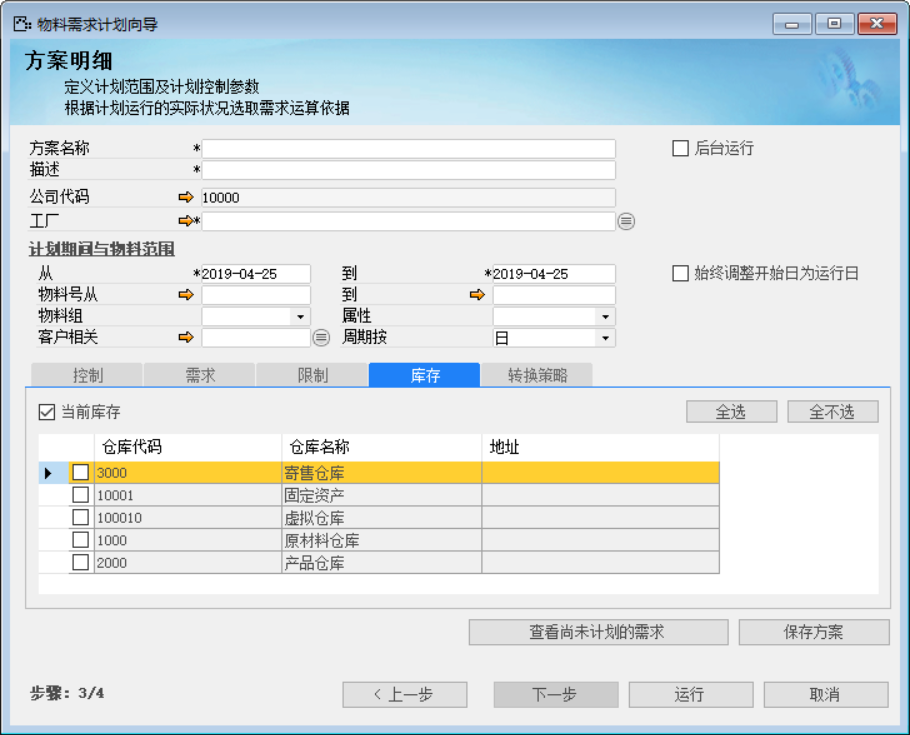 物料需求计划向导
方案明细
定义计划范围及计划控制参数
根据计划运行的实际状况选取需求运算依据
方案名称 * 后台运行
描述 *
公司代码 10000
工厂 *
计划期间与物料范围
从 *2019-04-25 到 *2019-04-25 始终调整开始日为运行日
物料号从 到
物料组 属性
客户相关 周期按 日
控制 需求 限制 库存 转换策略
当前库存 全选 全不选
仓库代码 仓库名称 地址
3000 寄售仓库
10001 固定资产
100010 虚拟仓库
1000 原材料仓库
2000 产品仓库
查看尚未计划的需求 保存方案
步骤: 3/4 < 上一步 下一步 运行 取消